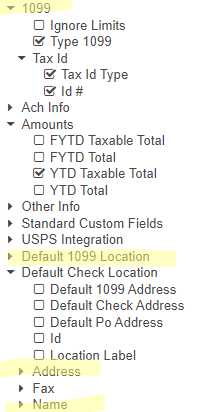 1099
Ignore Limits
Type 1099
Tax Id
Tax Id Type
Id #
Ach Info
Amounts
FYTD Taxable Total
FYTD Total
YTD Taxable Total
YTD Total
Other Info
Standard Custom Fields
USPS Integration
Default 1099 Location
Default Check Location
Default 1099 Address
Default Check Address
Default Po Address
Id
Location Label
Address
Fax
Name